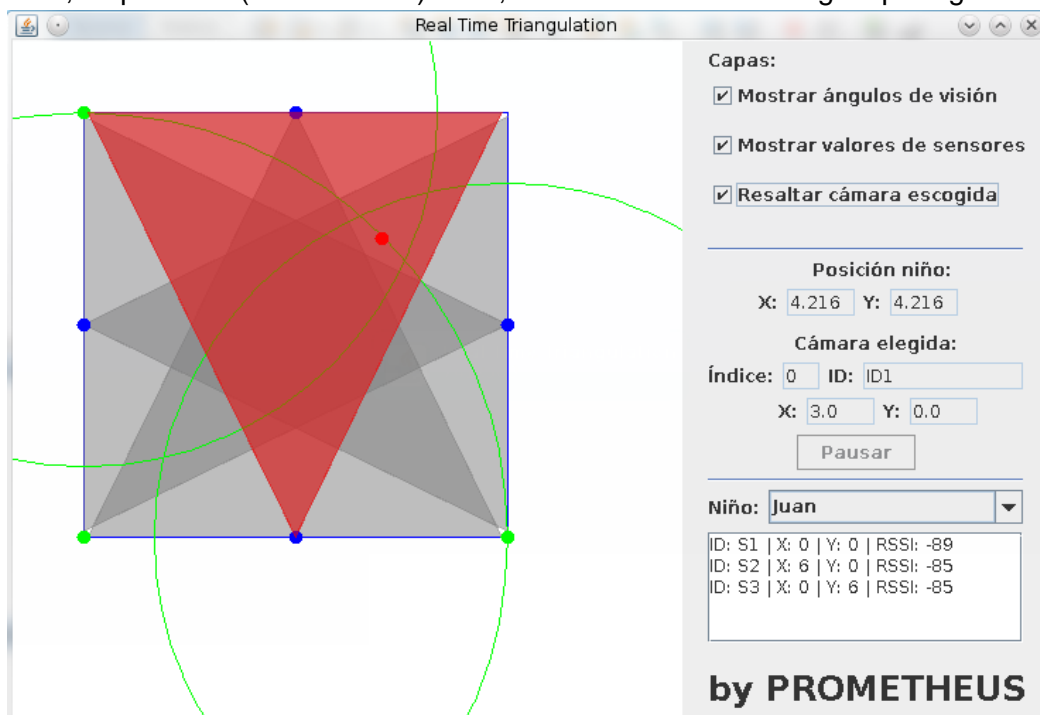 Real Time Triangulation
Capas:
Mostrar ángulos de visión
Mostrar valores de sensores
Resaltar cámara escogida
Posición niño:
X: 4.216 Y: 4.216
Cámara elegida:
Índice: 0 ID: ID1
X: 3.0 Y: 0.0
Pausar
Niño: Juan
ID: S1 | X: 0 | Y: 0 | RSSI: -89
ID: S2 | X: 6 | Y: 0 | RSSI: -85
ID: S3 | X: 0 | Y: 6 | RSSI: -85
by PROMETHEUS